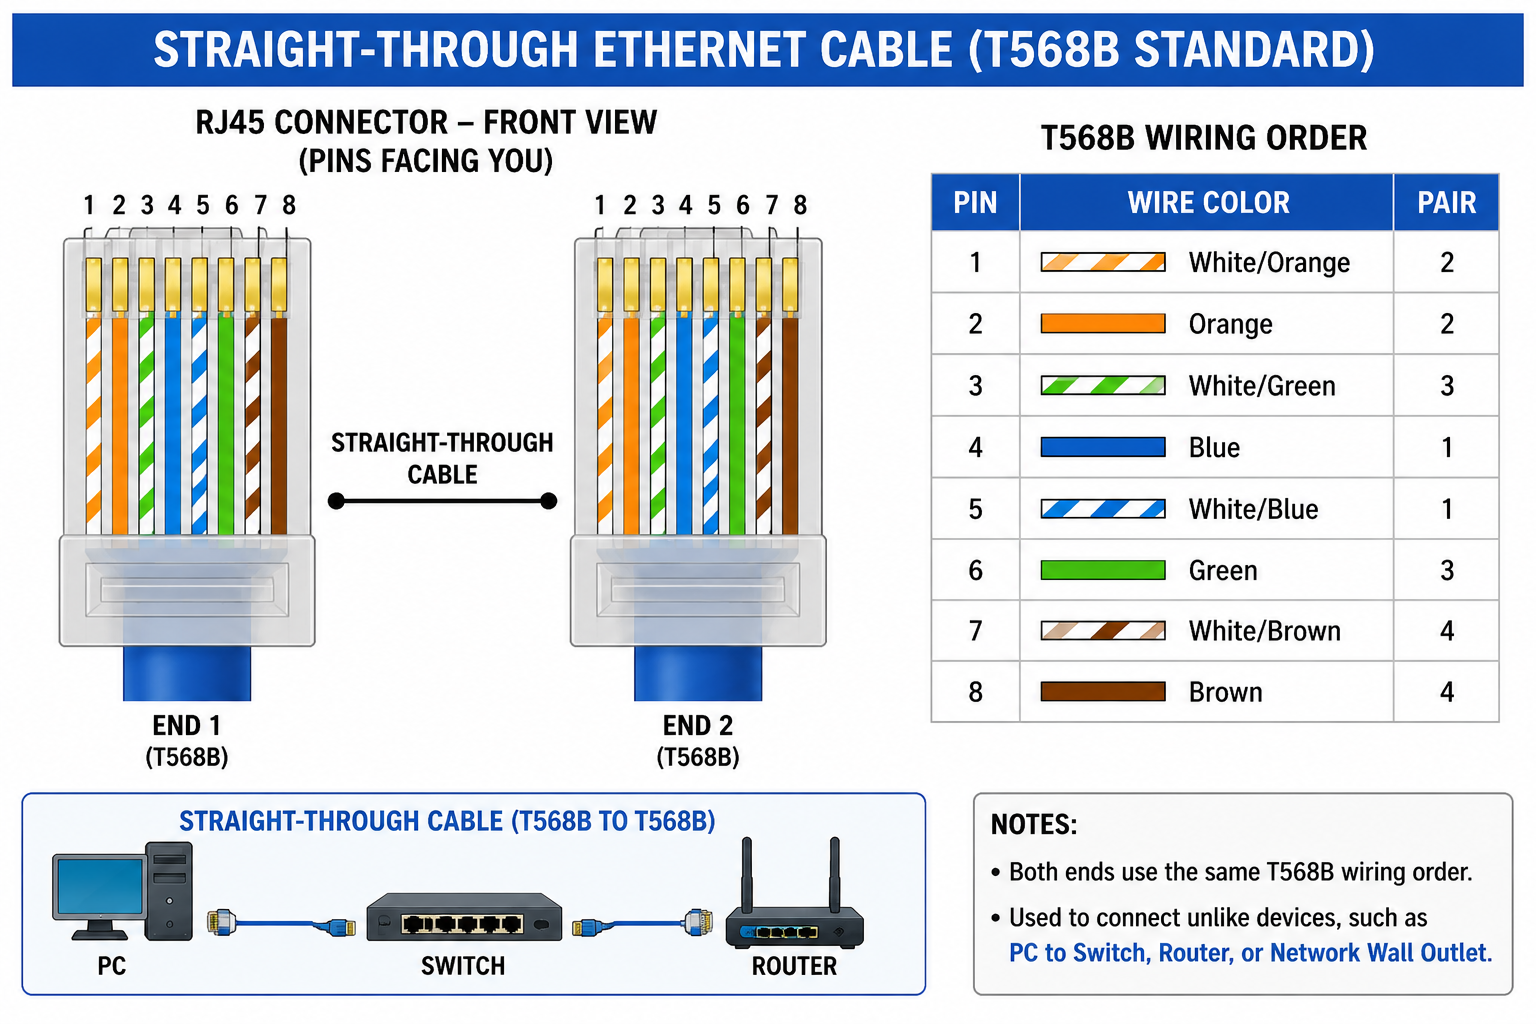 STRAIGHT-THROUGH ETHERNET CABLE (T568B STANDARD)
RJ45 CONNECTOR – FRONT VIEW
(PINS FACING YOU)
1 2 3 4 5 6 7 8
1 2 3 4 5 6 7 8
STRAIGHT-THROUGH
CABLE
END 1
(T568B)
END 2
(T568B)
T568B WIRING ORDER
PIN WIRE COLOR PAIR
1 White/Orange 2
2 Orange 2
3 White/Green 3
4 Blue 1
5 White/Blue 1
6 Green 3
7 White/Brown 4
8 Brown 4
STRAIGHT-THROUGH CABLE (T568B TO T568B)
PC
SWITCH
ROUTER
NOTES:
• Both ends use the same T568B wiring order.
• Used to connect unlike devices, such as
PC to Switch, Router, or Network Wall Outlet.